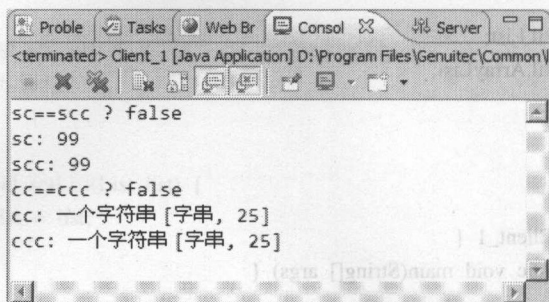 Proble Tasks Web Br Consol Server
<terminated> Client_1 [Java Application] D:\Program Files\Genuitec\Common\
sc==scc ? false
sc: 99
scc: 99
cc==ccc ? false
cc: 一个字符串 [字串, 25]
ccc: 一个字符串 [字串, 25]